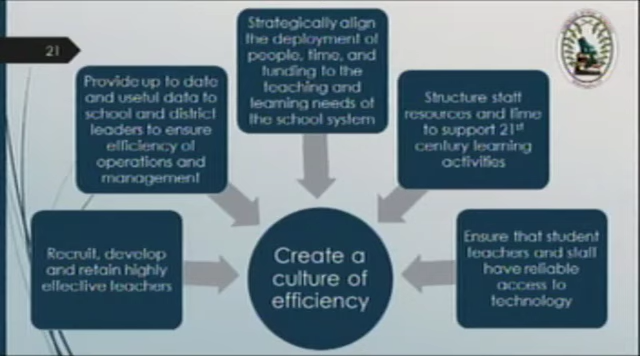 21
Strategically align
the deployment of
people, time, and
funding to the
teaching and
learning needs of
the school system
Provide up to date
and useful data to
school and district
leaders to ensure
efficiency of
operations and
management
Structure staff
resources and time
to support 21st
century learning
activities
Recruit, develop
and retain highly
effective teachers
Create a
culture of
efficiency
Ensure that student
teachers and staff
have reliable
access to
technology